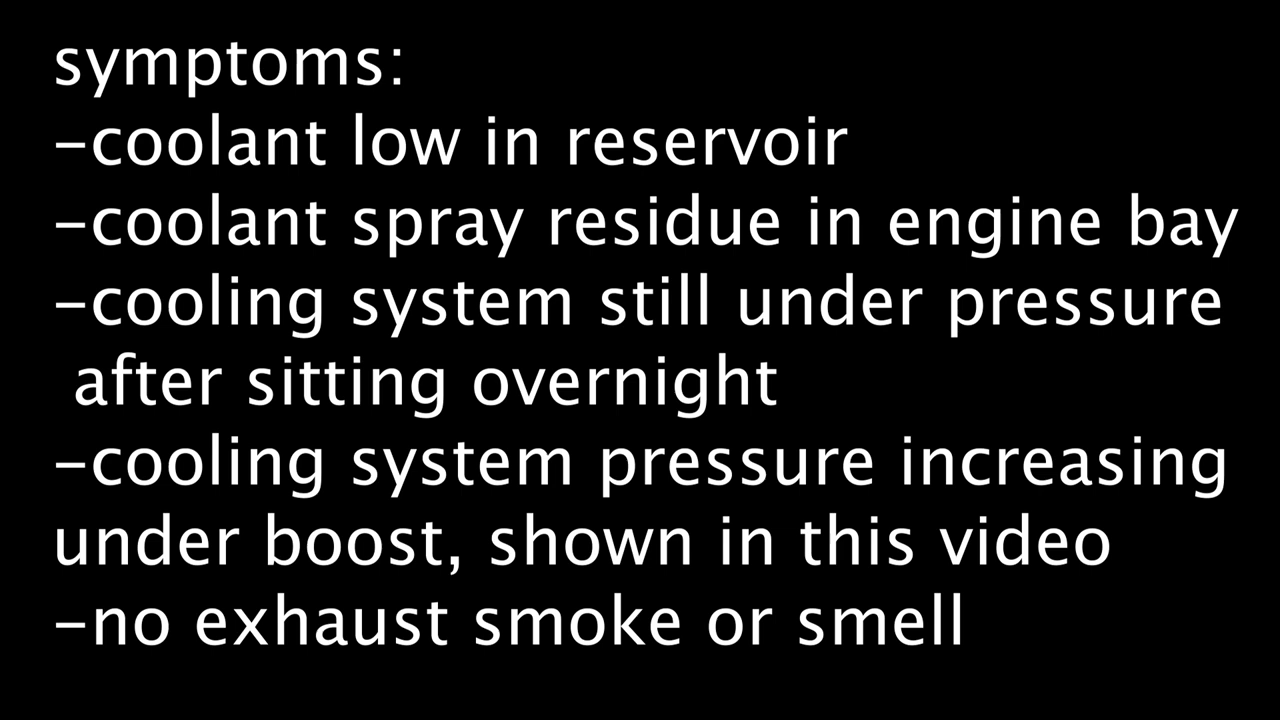 symptoms:
-coolant low in reservoir
-coolant spray residue in engine bay
-cooling system still under pressure
after sitting overnight
-cooling system pressure increasing
under boost, shown in this video
-no exhaust smoke or smell